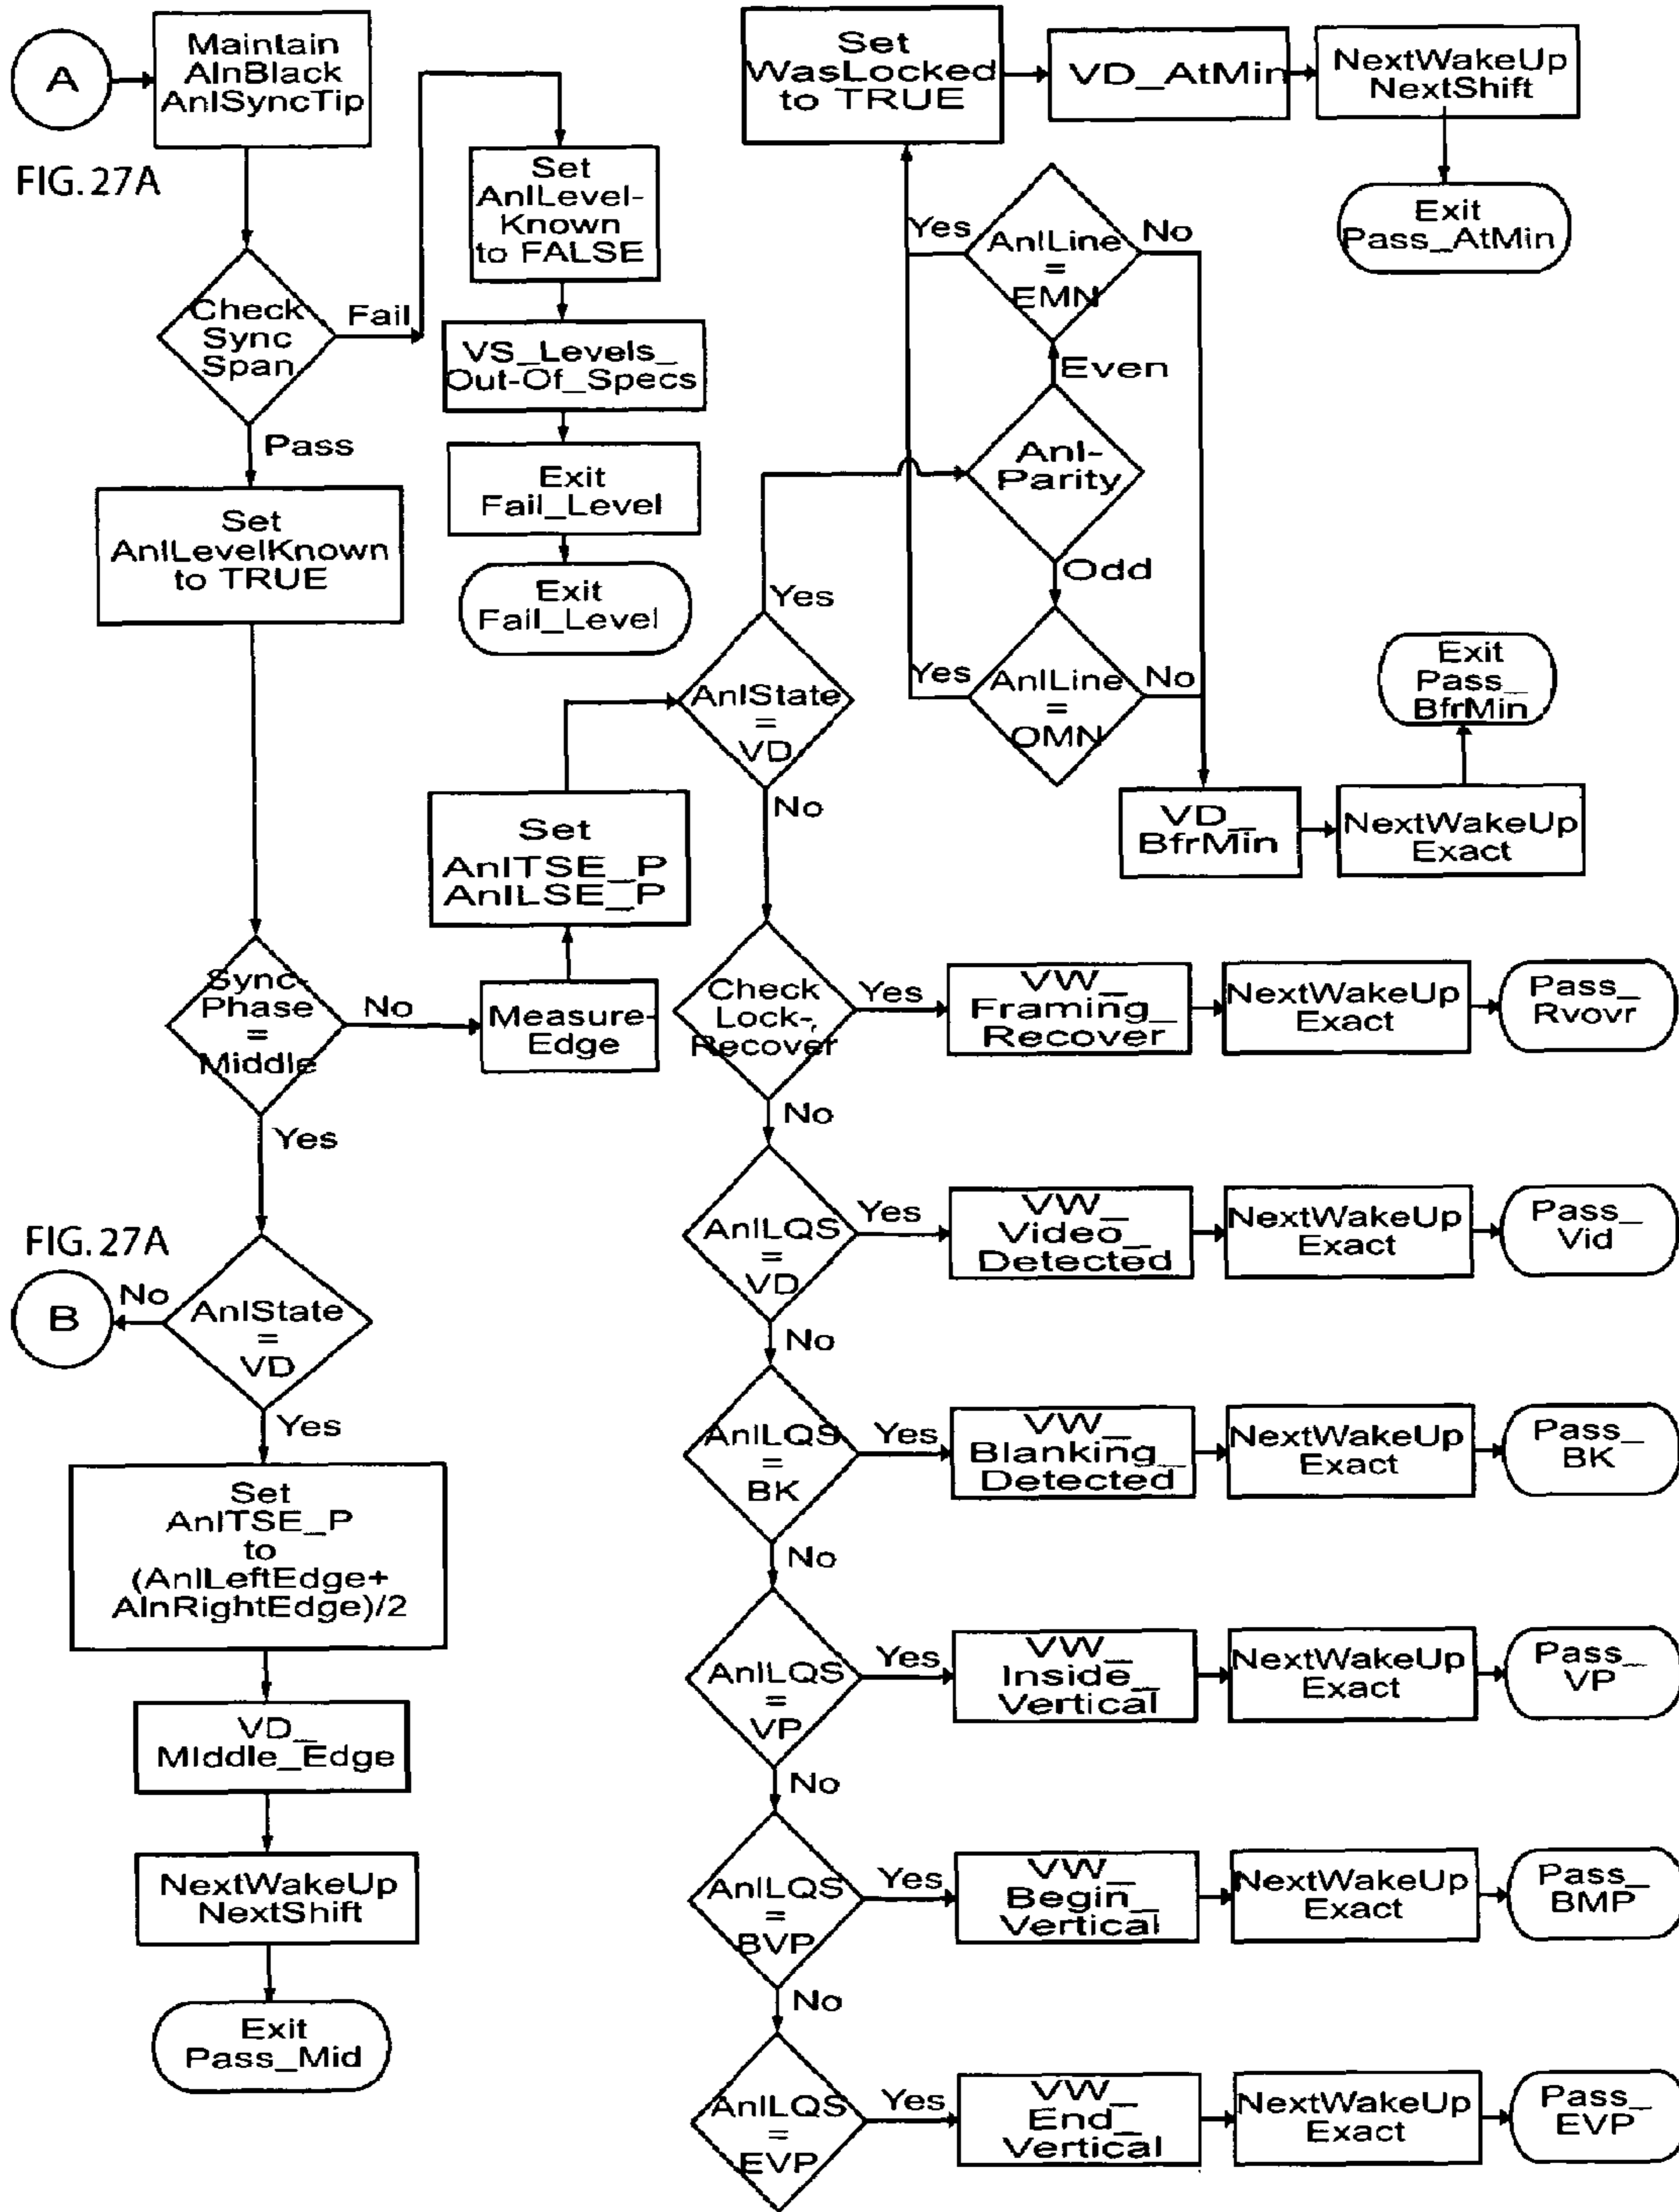 A
Maintain
AlnBlack
AnlSyncTip
FIG. 27A
Check
Sync
Span
Fail
Pass
Set
AnlLevel-
Known
to FALSE
VS_Levels_
Out-Of_Specs
Exit
Fail_Level
Exit
Fail_Level
Set
AnlLevelKnown
to TRUE
Sync-
Phase
=
Middle
No
Yes
Measure-
Edge
Set
AnlTSE_P
AnlLSE_P
FIG. 27A
B
No
AnlState
=
VD
Yes
Set
AnlTSE_P
to
(AnlLeftEdge+
AlnRightEdge)/2
VD_
MIddle_Edge
NextWakeUp
NextShift
Exit
Pass_Mid
AnlState
=
VD
Yes
No
Set
WasLocked
to TRUE
VD_AtMin
NextWakeUp
NextShift
Exit
Pass_AtMin
Yes
AnlLine
=
EMN
No
Even
Anl-
Parity
Odd
Yes
AnlLine
=
OMN
No
VD_
BfrMin
NextWakeUp
Exact
Exit
Pass_
BfrMin
Check
Lock-,
Recover
Yes
VW_
Framing_
Recover
NextWakeUp
Exact
Pass_
Rvovr
No
AnlLQS
=
VD
Yes
VW_
Video_
Detected
NextWakeUp
Exact
Pass_
Vid
No
AnlLQS
=
BK
Yes
VW_
Blanking_
Detected
NextWakeUp
Exact
Pass_
BK
No
AnlLQS
=
VP
Yes
VW_
Inside_
Vertical
NextWakeUp
Exact
Pass_
VP
No
AnlLQS
=
BVP
Yes
VW_
Begin_
Vertical
NextWakeUp
Exact
Pass_
BMP
No
AnlLQS
=
EVP
Yes
VW_
End_
Vertical
NextWakeUp
Exact
Pass_
EVP